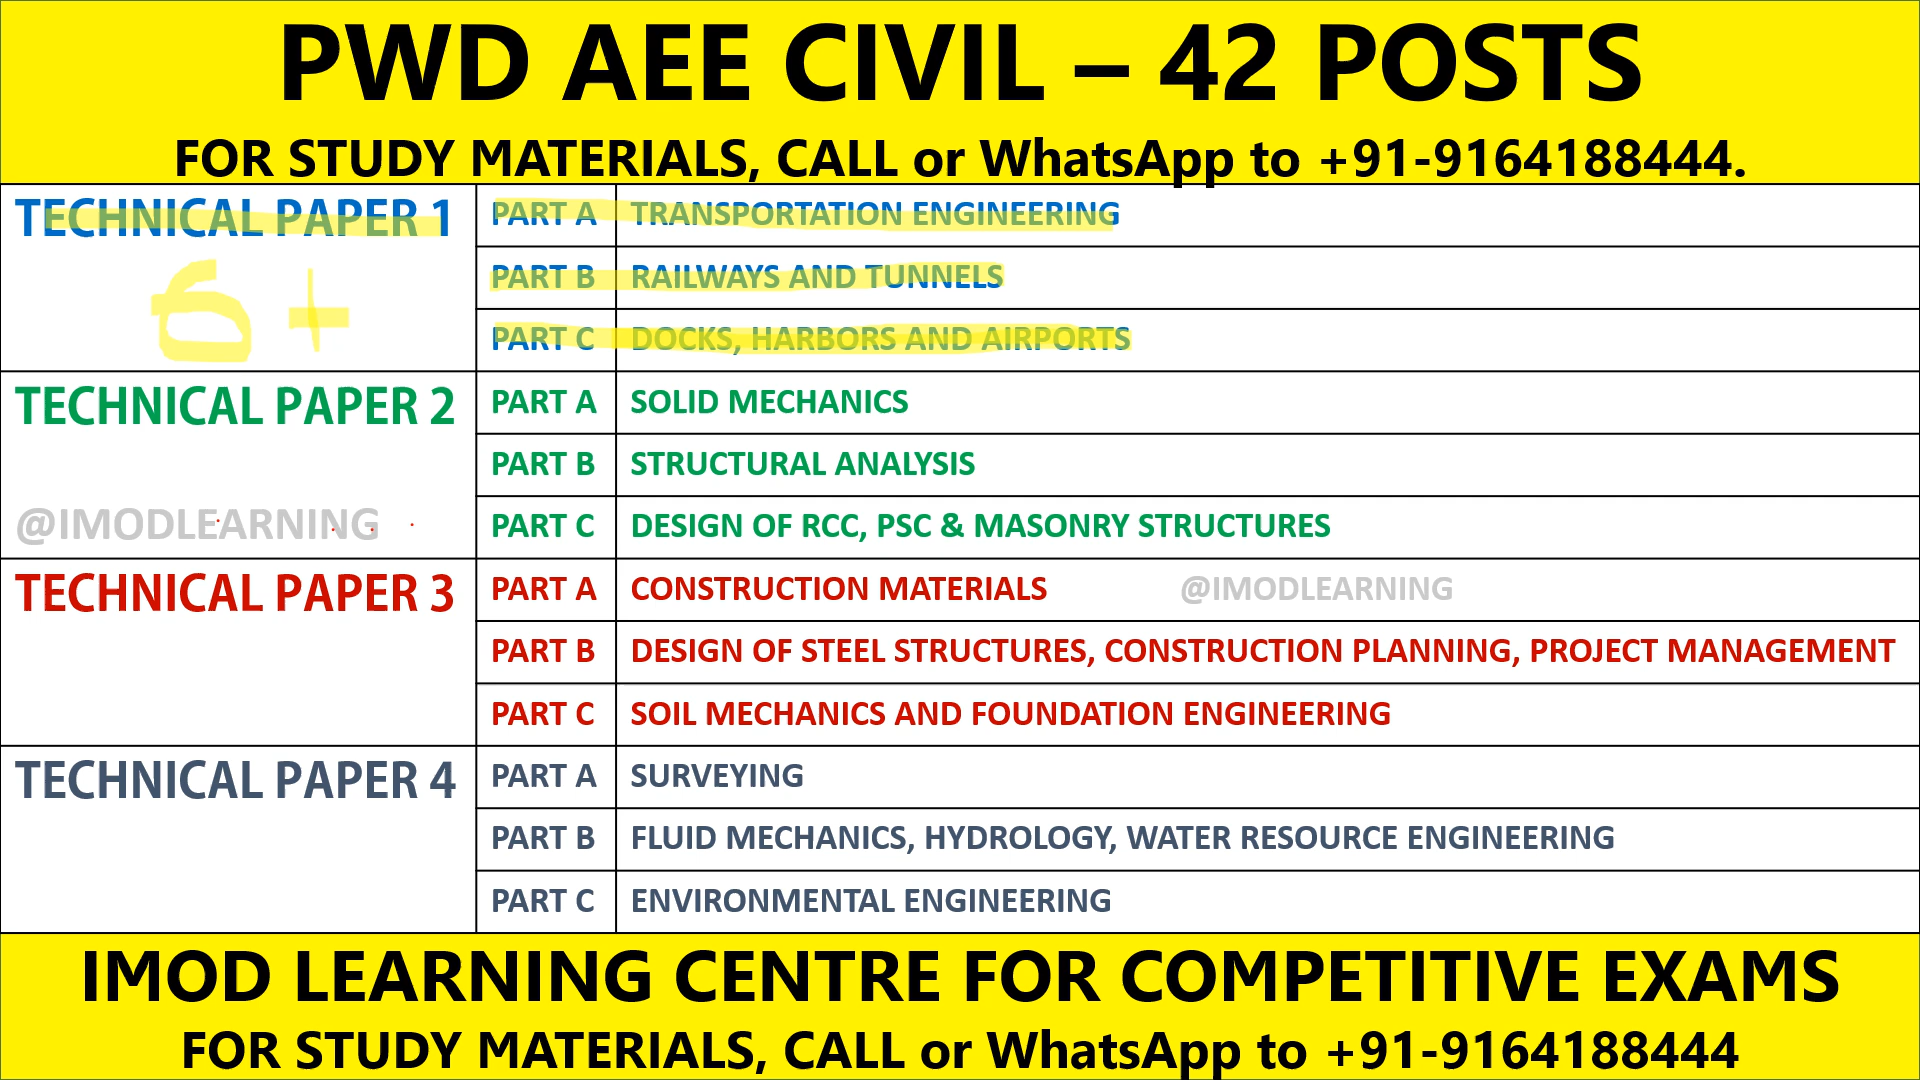 PWD AEE CIVIL – 42 POSTS
FOR STUDY MATERIALS, CALL or WhatsApp to +91-9164188444.
TECHNICAL PAPER 1
PART A TRANSPORTATION ENGINEERING
6+
PART B RAILWAYS AND TUNNELS
PART C DOCKS, HARBORS AND AIRPORTS
TECHNICAL PAPER 2
PART A SOLID MECHANICS
PART B STRUCTURAL ANALYSIS
@IMODLEARNING
PART C DESIGN OF RCC, PSC & MASONRY STRUCTURES
TECHNICAL PAPER 3
PART A CONSTRUCTION MATERIALS @IMODLEARNING
PART B DESIGN OF STEEL STRUCTURES, CONSTRUCTION PLANNING, PROJECT MANAGEMENT
PART C SOIL MECHANICS AND FOUNDATION ENGINEERING
TECHNICAL PAPER 4
PART A SURVEYING
PART B FLUID MECHANICS, HYDROLOGY, WATER RESOURCE ENGINEERING
PART C ENVIRONMENTAL ENGINEERING
IMOD LEARNING CENTRE FOR COMPETITIVE EXAMS
FOR STUDY MATERIALS, CALL or WhatsApp to +91-9164188444